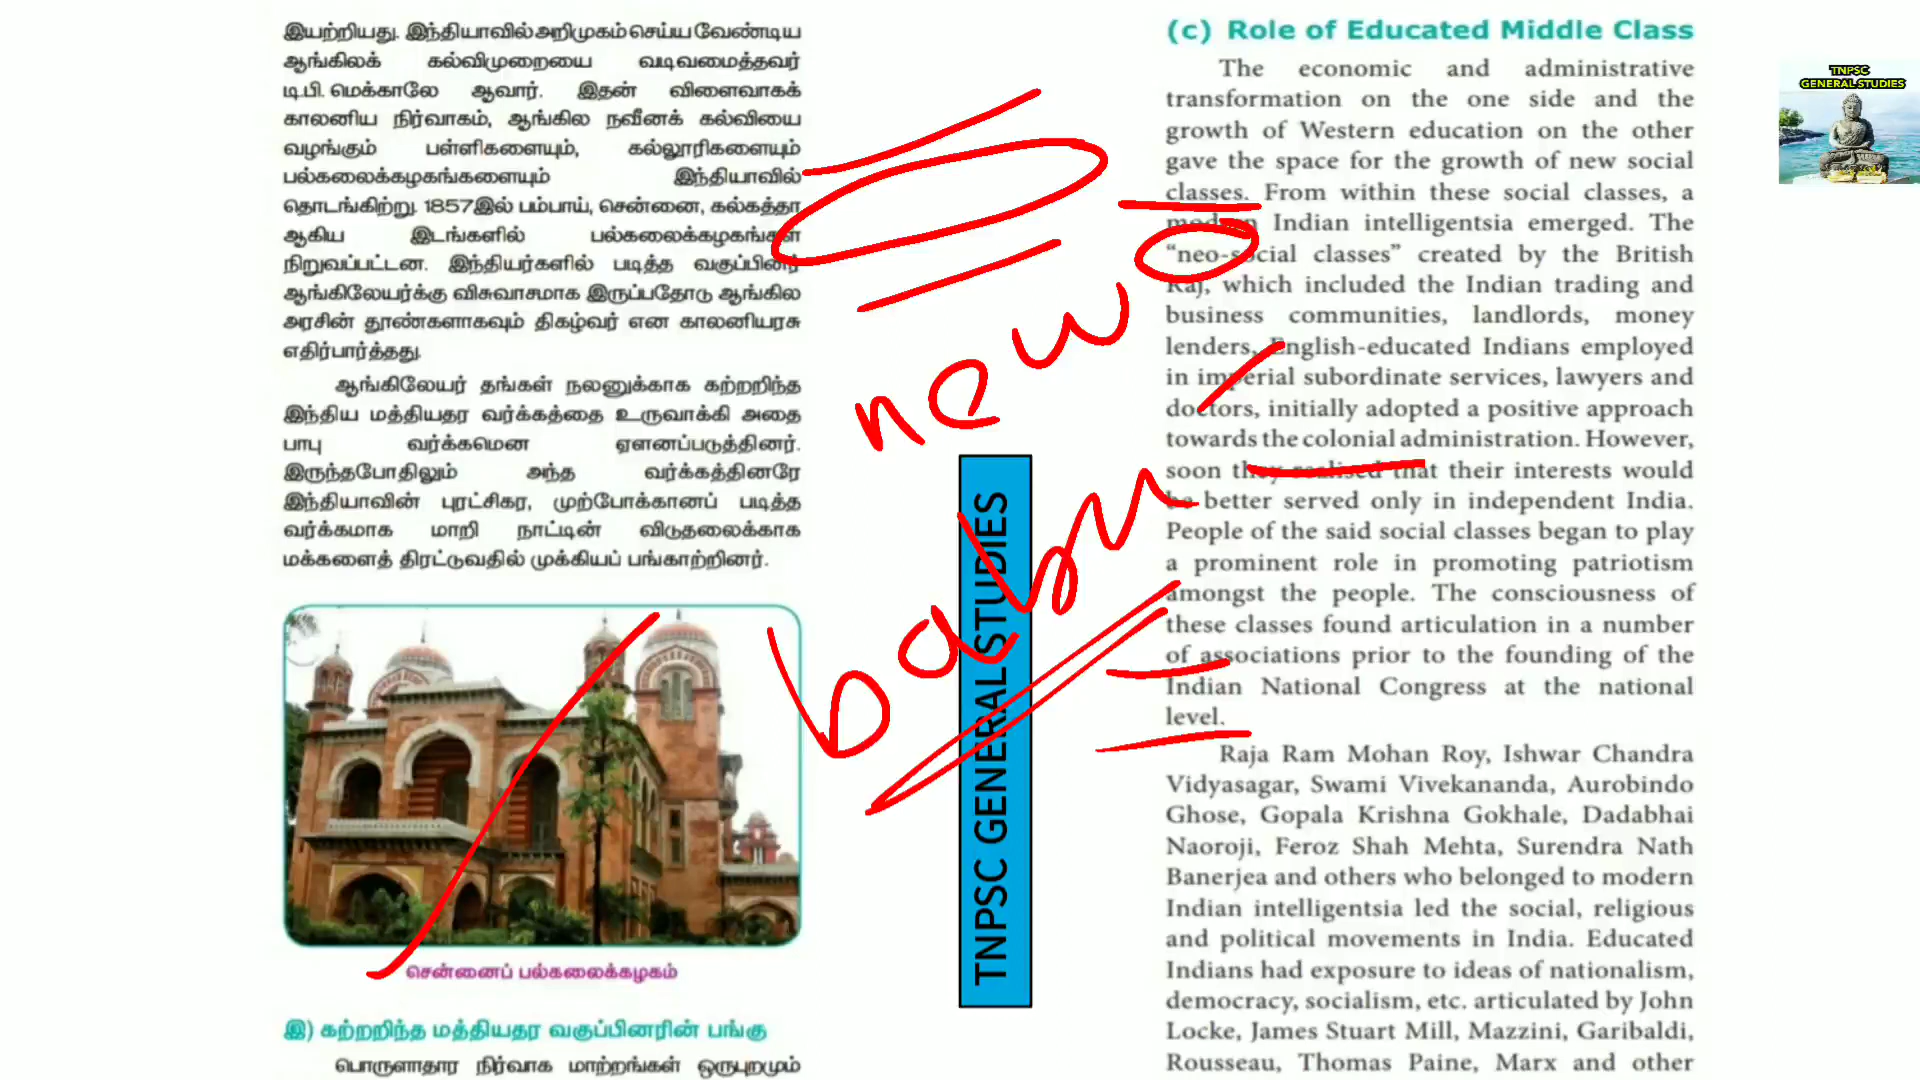 இயற்றியது. இந்தியாவில் அறிமுகம் செய்ய வேண்டிய
ஆங்கிலக் கல்விமுறையை வடிவமைத்தவர்
டி.பி. மெக்காலே ஆவார். இதன் விளைவாகக்
காலனிய நிர்வாகம், ஆங்கில நவீனக் கல்வியை
வழங்கும் பள்ளிகளையும், கல்லூரிகளையும்
பல்கலைக்கழகங்களையும் இந்தியாவில்
தொடங்கிற்று. 1857இல் பம்பாய், சென்னை, கல்கத்தா
ஆகிய இடங்களில் பல்கலைக்கழகங்கள்
நிறுவப்பட்டன. இந்தியர்களில் படித்த வகுப்பினர்
ஆங்கிலேயர்க்கு விசுவாசமாக இருப்பதோடு ஆங்கில
அரசின் தூண்களாகவும் திகழ்வர் என காலனியரசு
எதிர்பார்த்தது.
ஆங்கிலேயர் தங்கள் நலனுக்காக கற்றறிந்த
இந்திய மத்தியதர வர்க்கத்தை உருவாக்கி அதை
பாபு வர்க்கமென ஏளனப்படுத்தினர்.
இருந்தபோதிலும் அந்த வர்க்கத்தினரே
இந்தியாவின் புரட்சிகர, முற்போக்கானப் படித்த
வர்க்கமாக மாறி நாட்டின் விடுதலைக்காக
மக்களைத் திரட்டுவதில் முக்கியப் பங்காற்றினர்.
சென்னைப் பல்கலைக்கழகம்
இ) கற்றறிந்த மத்தியதர வகுப்பினரின் பங்கு
பொருளாதார நிர்வாக மாற்றங்கள் ஒருபுறமும்
new
TNPSC GENERAL STUDIES
(c) Role of Educated Middle Class
The economic and administrative
transformation on the one side and the
growth of Western education on the other
gave the space for the growth of new social
classes. From within these social classes, a
modern Indian intelligentsia emerged. The
“neo-social classes” created by the British
Raj, which included the Indian trading and
business communities, landlords, money
lenders, English-educated Indians employed
in imperial subordinate services, lawyers and
doctors, initially adopted a positive approach
towards the colonial administration. However,
soon they realised that their interests would
be better served only in independent India.
People of the said social classes began to play
a prominent role in promoting patriotism
amongst the people. The consciousness of
these classes found articulation in a number
of associations prior to the founding of the
Indian National Congress at the national
level.
Raja Ram Mohan Roy, Ishwar Chandra
Vidyasagar, Swami Vivekananda, Aurobindo
Ghose, Gopala Krishna Gokhale, Dadabhai
Naoroji, Feroz Shah Mehta, Surendra Nath
Banerjea and others who belonged to modern
Indian intelligentsia led the social, religious
and political movements in India. Educated
Indians had exposure to ideas of nationalism,
democracy, socialism, etc. articulated by John
Locke, James Stuart Mill, Mazzini, Garibaldi,
Rousseau, Thomas Paine, Marx and other
TNPSC
GENERAL STUDIES